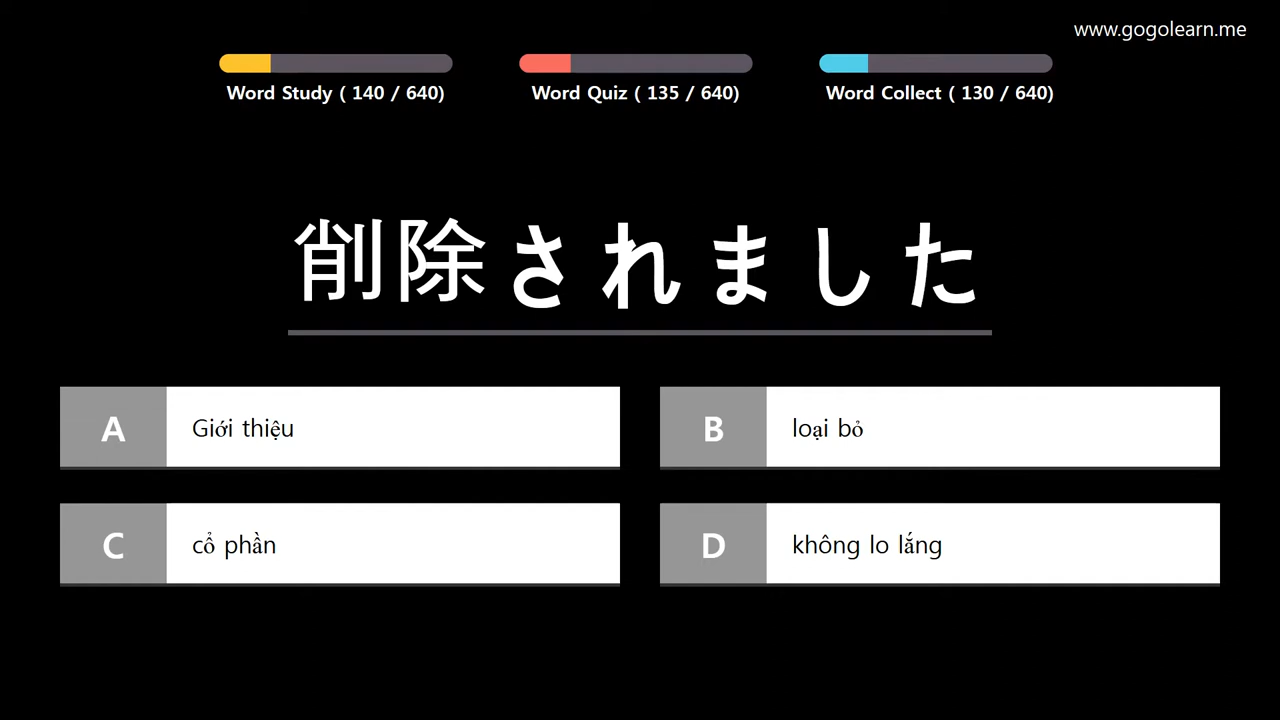 www.gogolearn.me
Word Study ( 140 / 640)
Word Quiz ( 135 / 640)
Word Collect ( 130 / 640)
削除されました
A Giới thiệu
B loại bỏ
C cổ phần
D không lo lắng